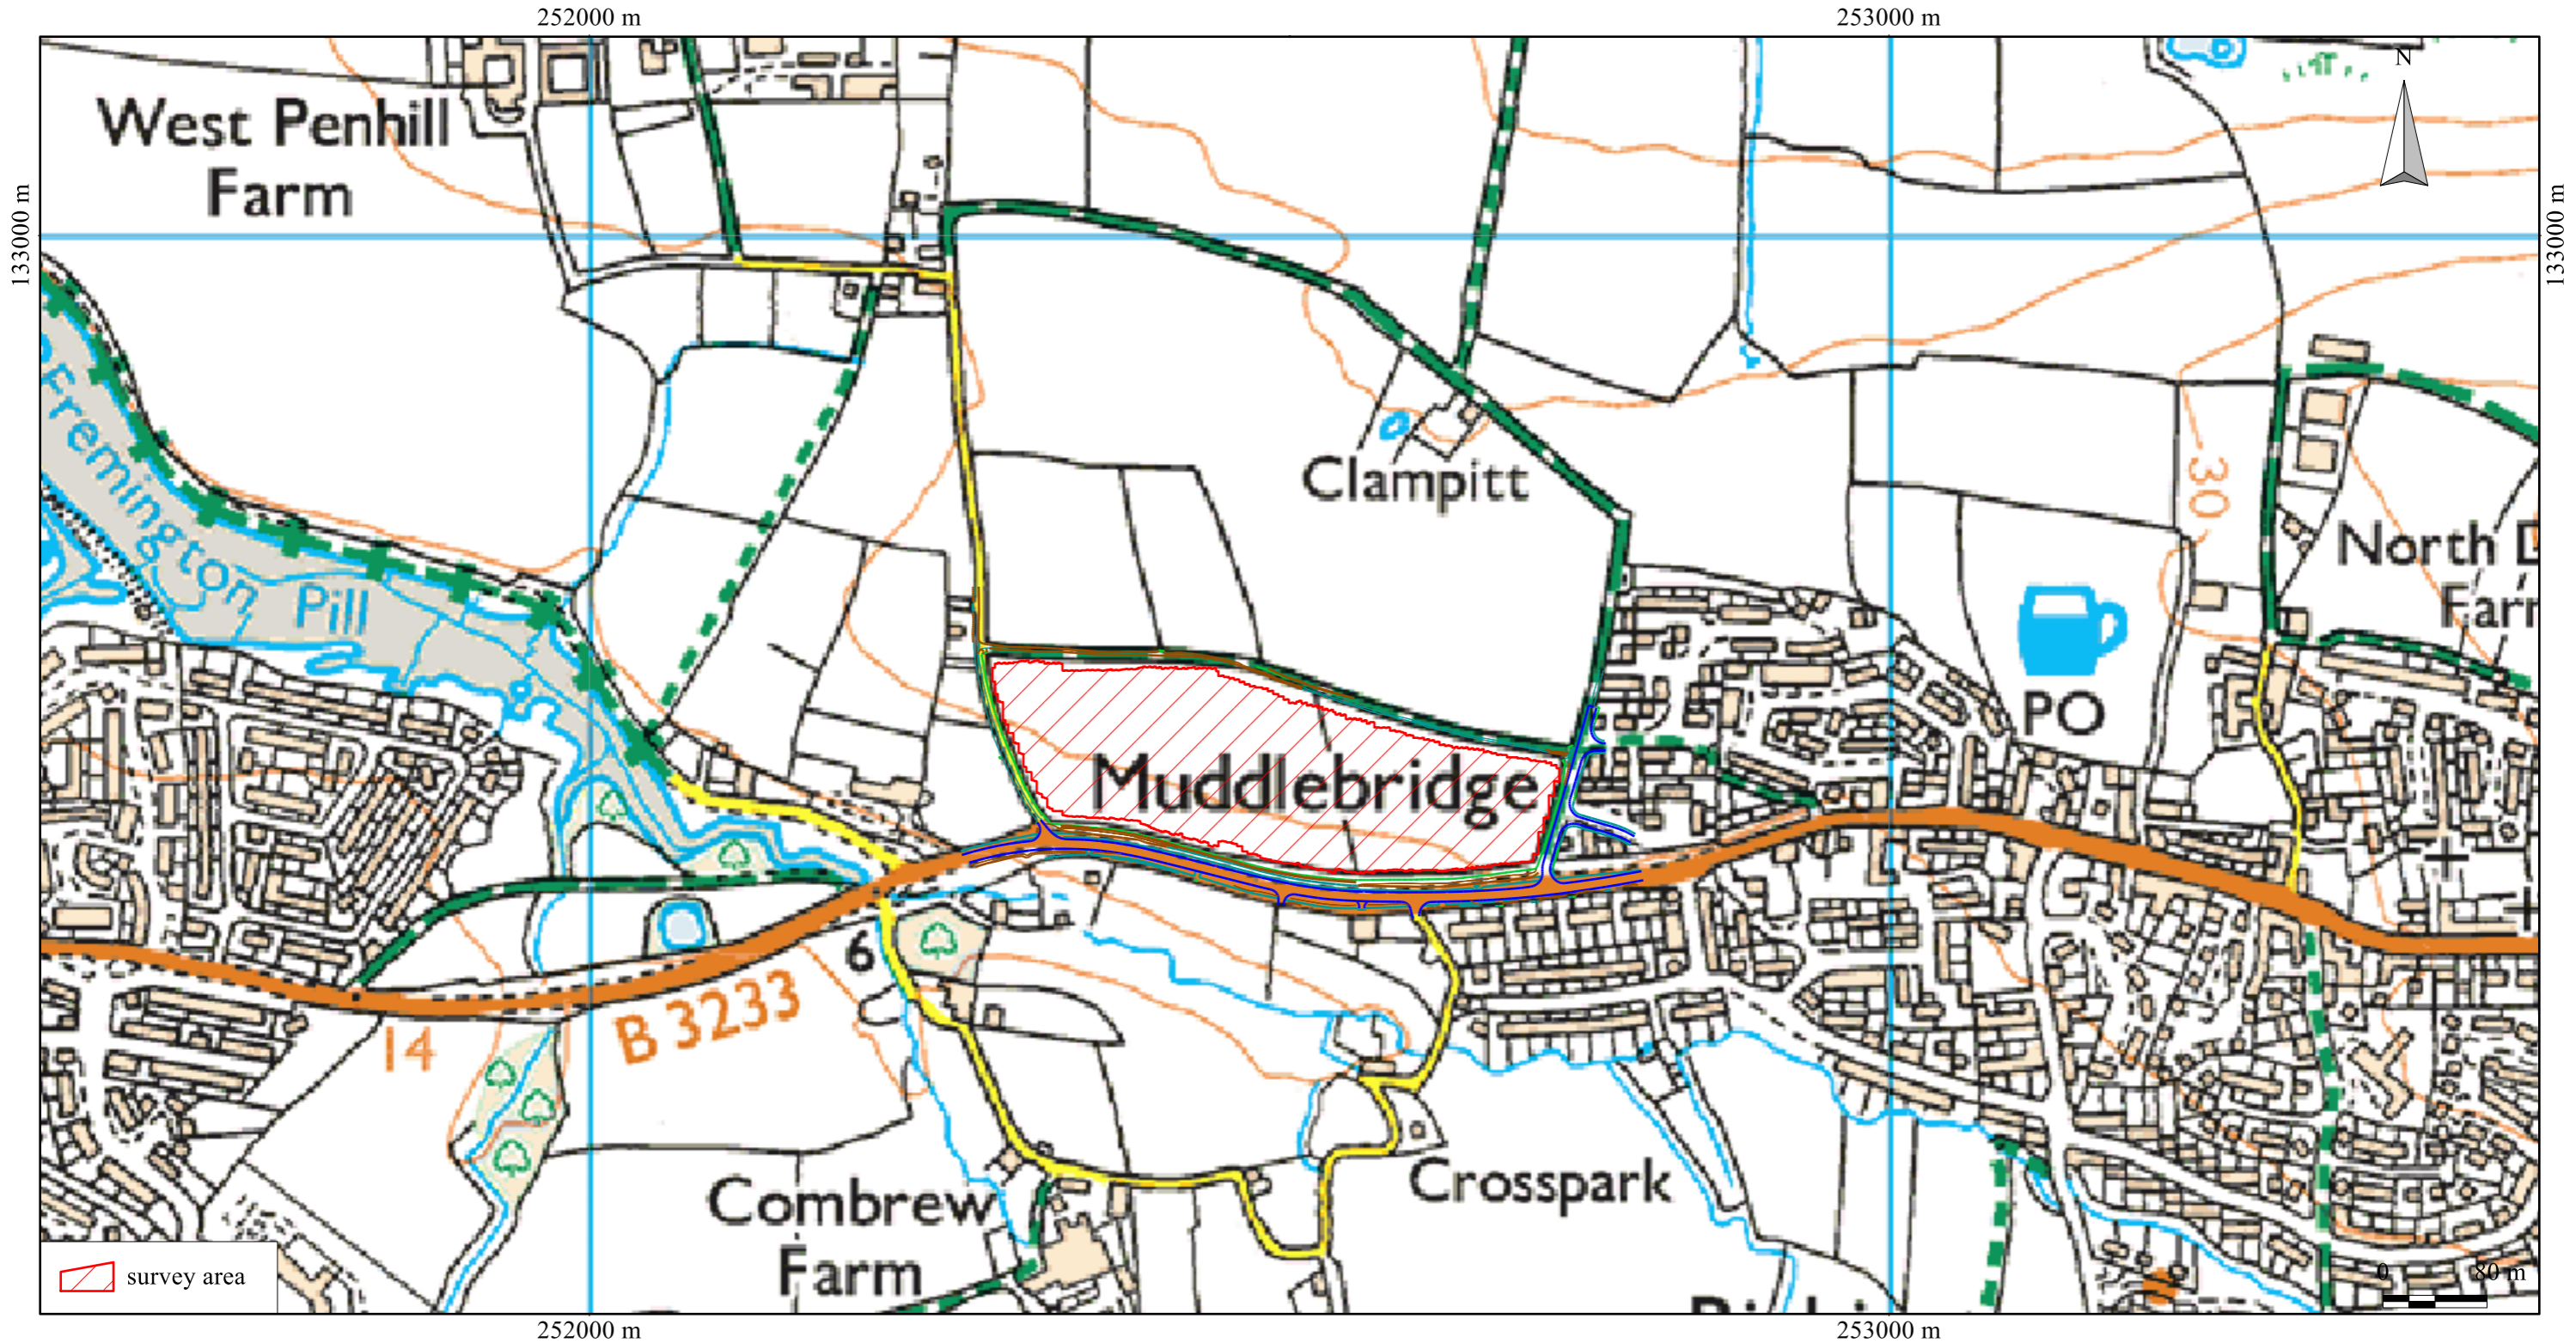 252000 m
253000 m
N
West Penhill
Farm
133000 m
133000 m
Fremington
Pill
Clampitt
30
North
PO
Muddlebridge
6
14
B 3233
Combrew
Farm
Crosspark
survey area
0
80 m
252000 m
253000 m